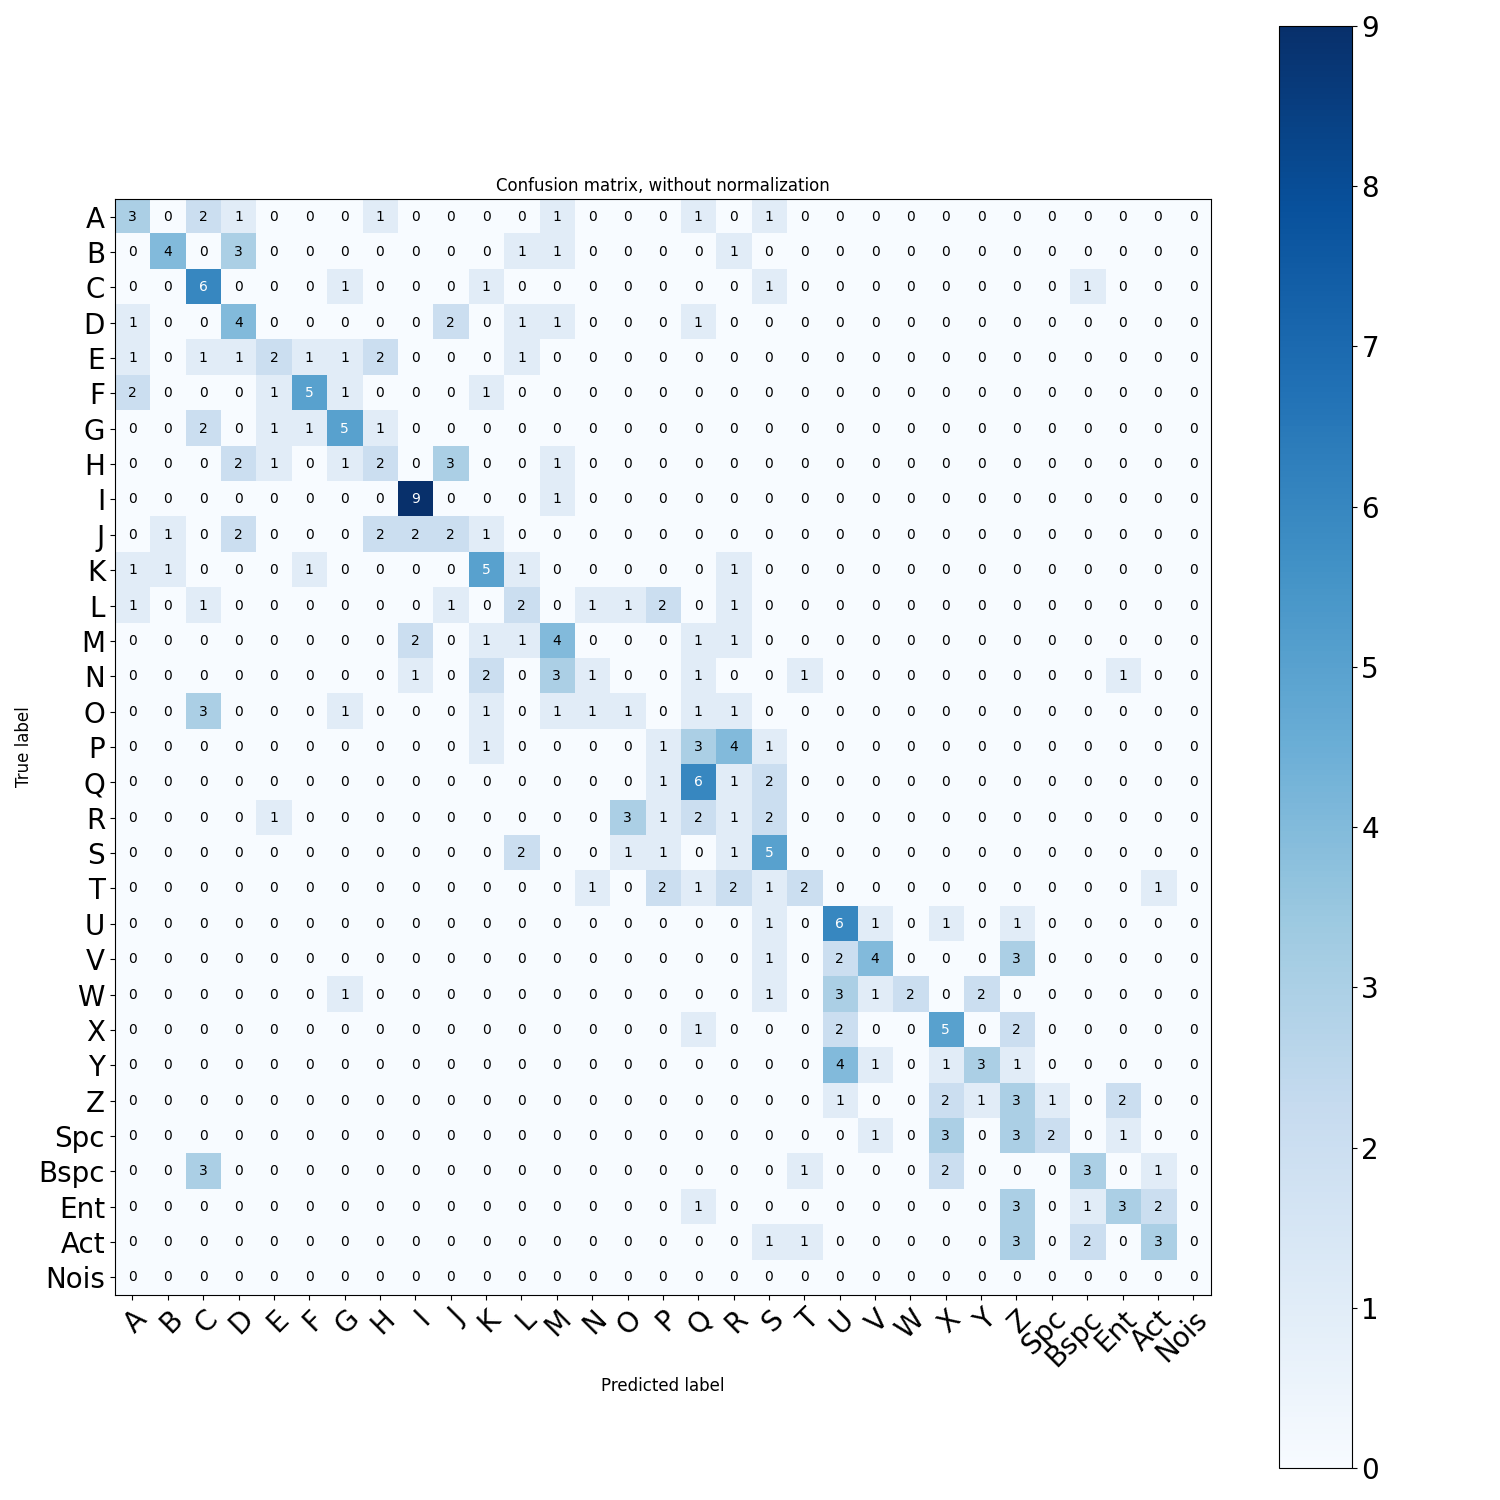 Confusion matrix, without normalization
A 3 0 2 1 0 0 0 1 0 0 0 0 1 0 0 0 1 0 1 0 0 0 0 0 0 0 0 0 0 0 0
B 0 4 0 3 0 0 0 0 0 0 0 1 1 0 0 0 0 1 0 0 0 0 0 0 0 0 0 0 0 0 0
C 0 0 6 0 0 0 1 0 0 0 1 0 0 0 0 0 0 0 1 0 0 0 0 0 0 0 0 1 0 0 0
D 1 0 0 4 0 0 0 0 0 2 0 1 1 0 0 0 1 0 0 0 0 0 0 0 0 0 0 0 0 0 0
E 1 0 1 1 2 1 1 2 0 0 0 1 0 0 0 0 0 0 0 0 0 0 0 0 0 0 0 0 0 0 0
F 2 0 0 0 1 5 1 0 0 0 1 0 0 0 0 0 0 0 0 0 0 0 0 0 0 0 0 0 0 0 0
G 0 0 2 0 1 1 5 1 0 0 0 0 0 0 0 0 0 0 0 0 0 0 0 0 0 0 0 0 0 0 0
H 0 0 0 2 1 0 1 2 0 3 0 0 1 0 0 0 0 0 0 0 0 0 0 0 0 0 0 0 0 0 0
I 0 0 0 0 0 0 0 0 9 0 0 0 1 0 0 0 0 0 0 0 0 0 0 0 0 0 0 0 0 0 0
J 0 1 0 2 0 0 0 2 2 2 1 0 0 0 0 0 0 0 0 0 0 0 0 0 0 0 0 0 0 0 0
K 1 1 0 0 0 1 0 0 0 0 5 1 0 0 0 0 0 1 0 0 0 0 0 0 0 0 0 0 0 0 0
L 1 0 1 0 0 0 0 0 0 1 0 2 0 1 1 2 0 1 0 0 0 0 0 0 0 0 0 0 0 0 0
M 0 0 0 0 0 0 0 0 2 0 1 1 4 0 0 0 1 1 0 0 0 0 0 0 0 0 0 0 0 0 0
N 0 0 0 0 0 0 0 0 1 0 2 0 3 1 0 0 1 0 0 1 0 0 0 0 0 0 0 0 1 0 0
O 0 0 3 0 0 0 1 0 0 0 1 0 1 1 1 0 1 1 0 0 0 0 0 0 0 0 0 0 0 0 0
P 0 0 0 0 0 0 0 0 0 0 1 0 0 0 0 1 3 4 1 0 0 0 0 0 0 0 0 0 0 0 0
Q 0 0 0 0 0 0 0 0 0 0 0 0 0 0 0 1 6 1 2 0 0 0 0 0 0 0 0 0 0 0 0
R 0 0 0 0 1 0 0 0 0 0 0 0 0 0 3 1 2 1 2 0 0 0 0 0 0 0 0 0 0 0 0
S 0 0 0 0 0 0 0 0 0 0 0 2 0 0 1 1 0 1 5 0 0 0 0 0 0 0 0 0 0 0 0
T 0 0 0 0 0 0 0 0 0 0 0 0 0 1 0 2 1 2 1 2 0 0 0 0 0 0 0 0 0 1 0
U 0 0 0 0 0 0 0 0 0 0 0 0 0 0 0 0 0 0 1 0 6 1 0 1 0 1 0 0 0 0 0
V 0 0 0 0 0 0 0 0 0 0 0 0 0 0 0 0 0 0 1 0 2 4 0 0 0 3 0 0 0 0 0
W 0 0 0 0 0 0 1 0 0 0 0 0 0 0 0 0 0 0 1 0 3 1 2 0 2 0 0 0 0 0 0
X 0 0 0 0 0 0 0 0 0 0 0 0 0 0 0 0 1 0 0 0 2 0 0 5 0 2 0 0 0 0 0
Y 0 0 0 0 0 0 0 0 0 0 0 0 0 0 0 0 0 0 0 0 4 1 0 1 3 1 0 0 0 0 0
Z 0 0 0 0 0 0 0 0 0 0 0 0 0 0 0 0 0 0 0 0 1 0 0 2 1 3 1 0 2 0 0
Spc 0 0 0 0 0 0 0 0 0 0 0 0 0 0 0 0 0 0 0 0 0 1 0 3 0 3 2 0 1 0 0
Bspc 0 0 3 0 0 0 0 0 0 0 0 0 0 0 0 0 0 0 0 1 0 0 0 2 0 0 0 3 0 1 0
Ent 0 0 0 0 0 0 0 0 0 0 0 0 0 0 0 0 1 0 0 0 0 0 0 0 0 3 0 1 3 2 0
Act 0 0 0 0 0 0 0 0 0 0 0 0 0 0 0 0 0 0 1 1 0 0 0 0 0 3 0 2 0 3 0
Nois 0 0 0 0 0 0 0 0 0 0 0 0 0 0 0 0 0 0 0 0 0 0 0 0 0 0 0 0 0 0 0
A B C D E F G H I J K L M N O P Q R S T U V W X Y Z Spc Bspc Ent Act Nois
Predicted label
True label
9
8
7
6
5
4
3
2
1
0